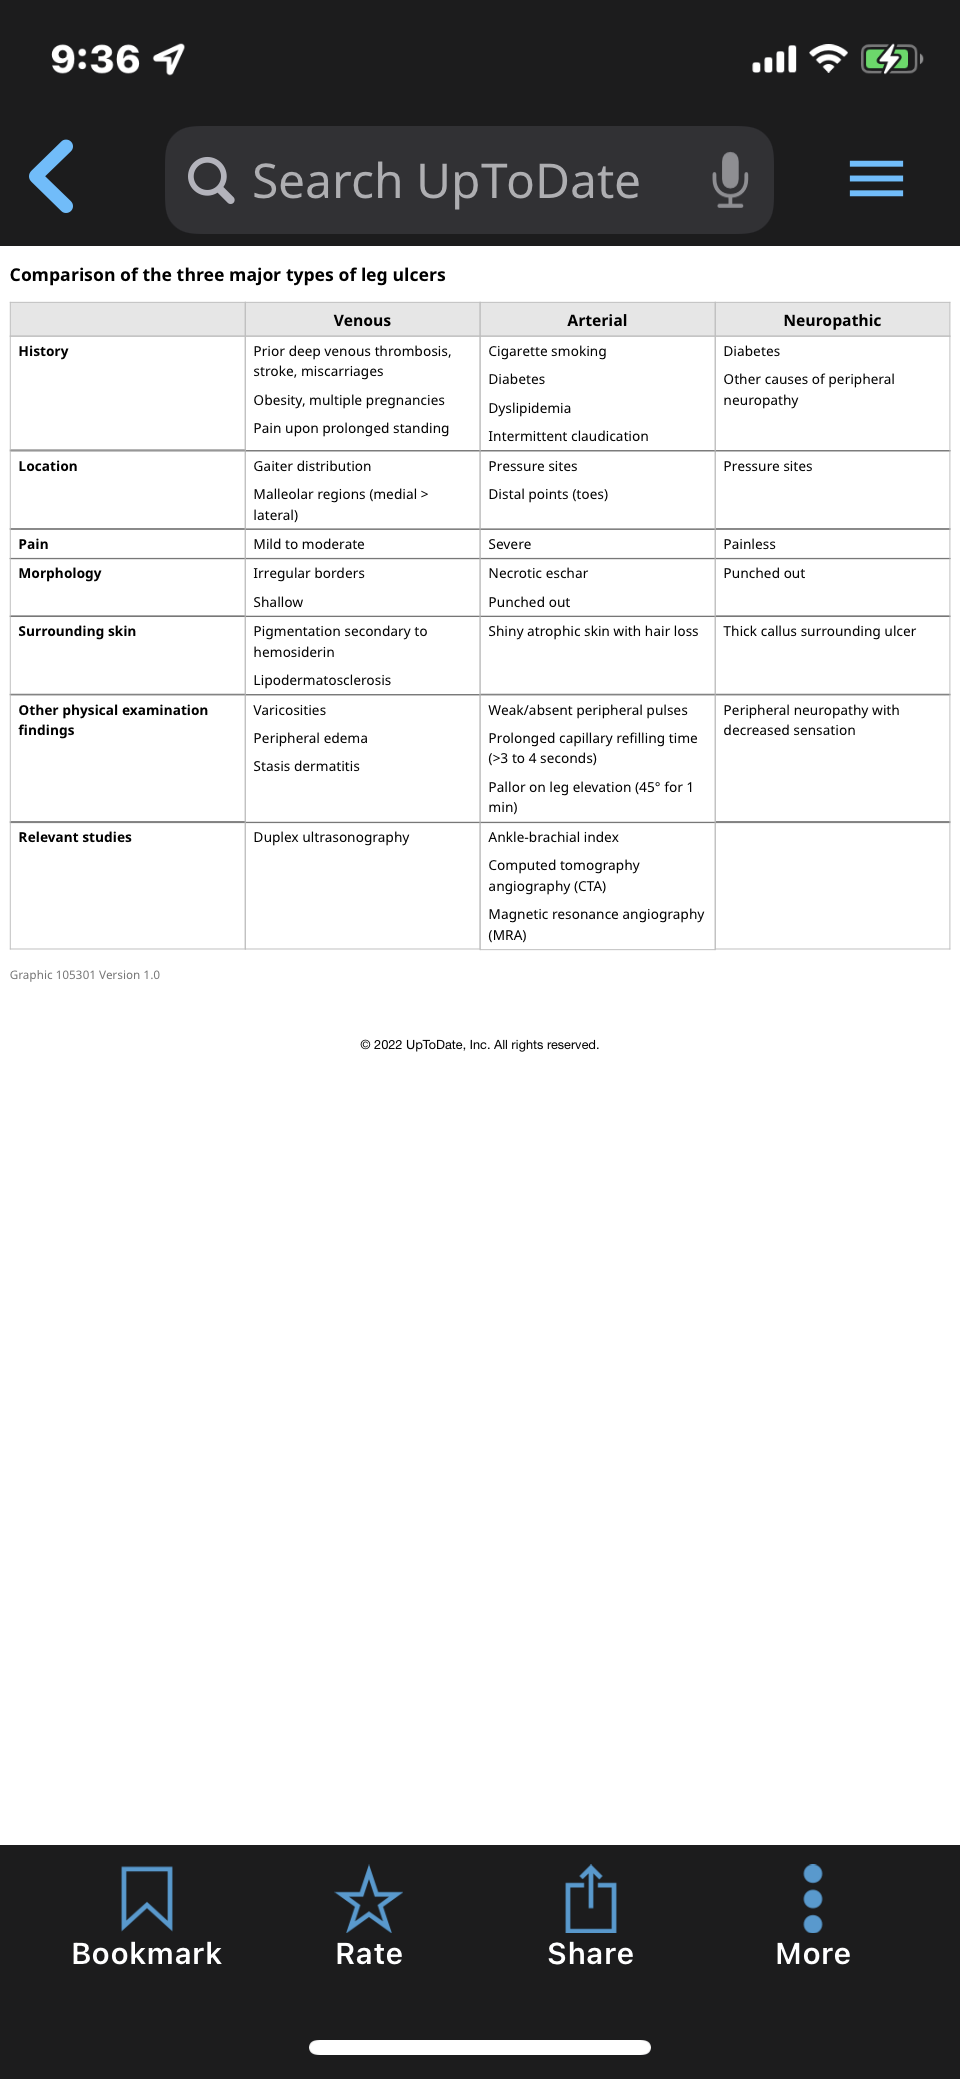 9:36
Search UpToDate
Comparison of the three major types of leg ulcers
Venous Arterial Neuropathic
History
Prior deep venous thrombosis,
stroke, miscarriages
Obesity, multiple pregnancies
Pain upon prolonged standing
Cigarette smoking
Diabetes
Dyslipidemia
Intermittent claudication
Diabetes
Other causes of peripheral
neuropathy
Location
Gaiter distribution
Malleolar regions (medial >
lateral)
Pressure sites
Distal points (toes)
Pressure sites
Pain
Mild to moderate
Severe
Painless
Morphology
Irregular borders
Shallow
Necrotic eschar
Punched out
Punched out
Surrounding skin
Pigmentation secondary to
hemosiderin
Lipodermatosclerosis
Shiny atrophic skin with hair loss
Thick callus surrounding ulcer
Other physical examination
findings
Varicosities
Peripheral edema
Stasis dermatitis
Weak/absent peripheral pulses
Prolonged capillary refilling time
(>3 to 4 seconds)
Pallor on leg elevation (45° for 1
min)
Peripheral neuropathy with
decreased sensation
Relevant studies
Duplex ultrasonography
Ankle-brachial index
Computed tomography
angiography (CTA)
Magnetic resonance angiography
(MRA)
Graphic 105301 Version 1.0
© 2022 UpToDate, Inc. All rights reserved.
Bookmark Rate Share More